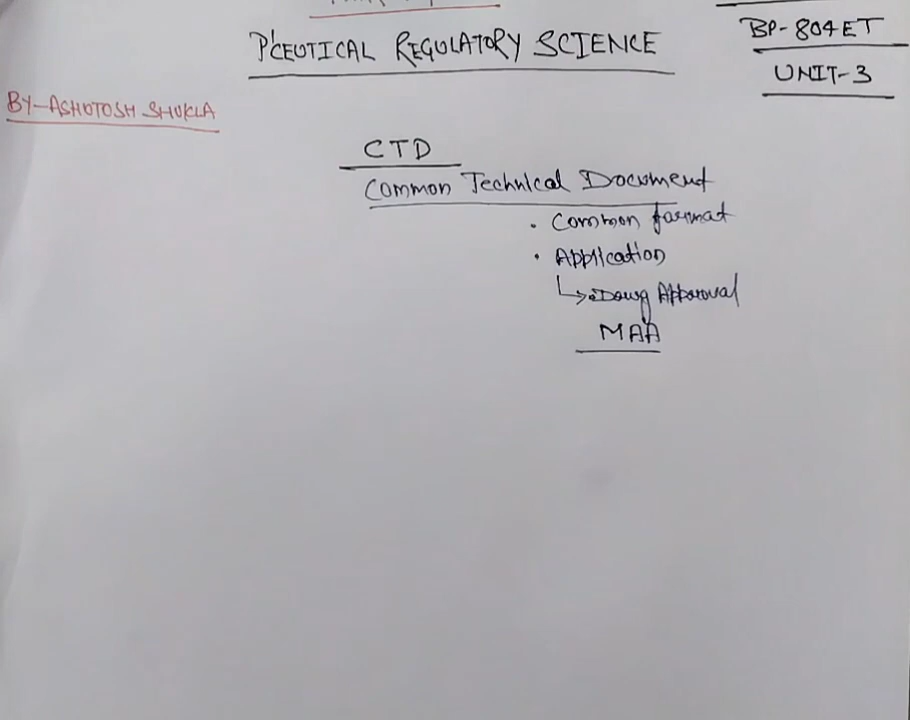 P'CEUTICAL REGULATORY SCIENCE
BP-804ET
UNIT-3
BY-ASHUTOSH SHUKLA
CTD
Common Technical Document
• Common format
• Application
↳ • Drug Approval
MAA